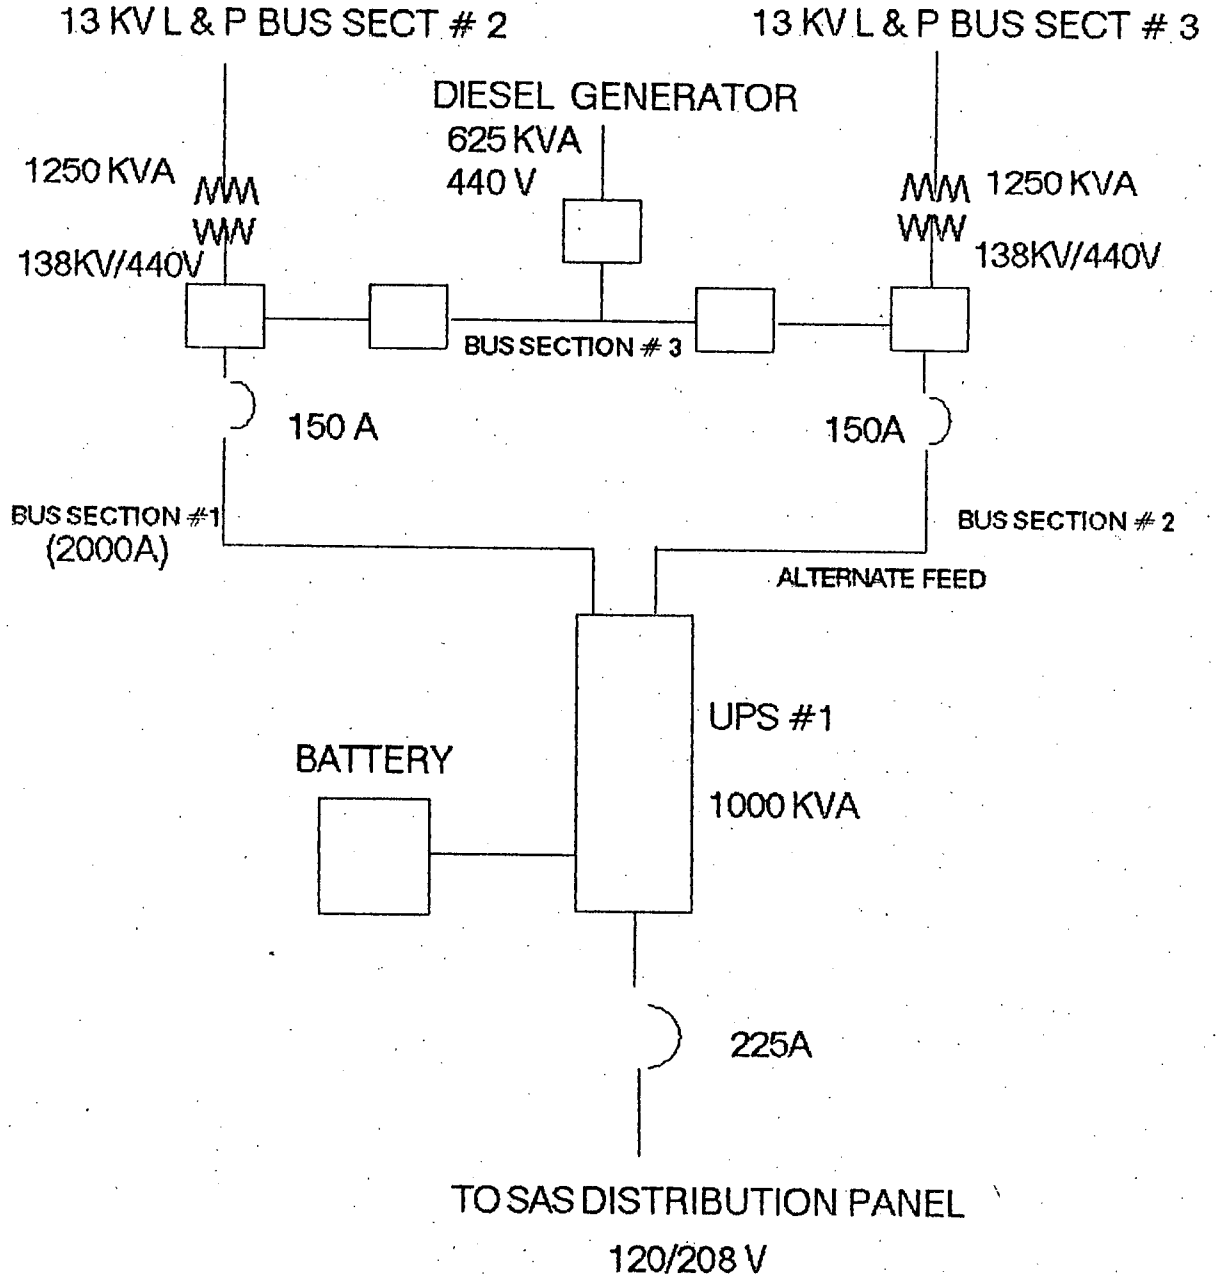 13 KV L & P BUS SECT # 2
13 KV L & P BUS SECT # 3
DIESEL GENERATOR
625 KVA
440 V
1250 KVA
138KV/440V
1250 KVA
138KV/440V
BUS SECTION # 3
150 A
150A
BUS SECTION #1
(2000A)
BUS SECTION # 2
ALTERNATE FEED
UPS #1
1000 KVA
BATTERY
225A
TO SAS DISTRIBUTION PANEL
120/208 V